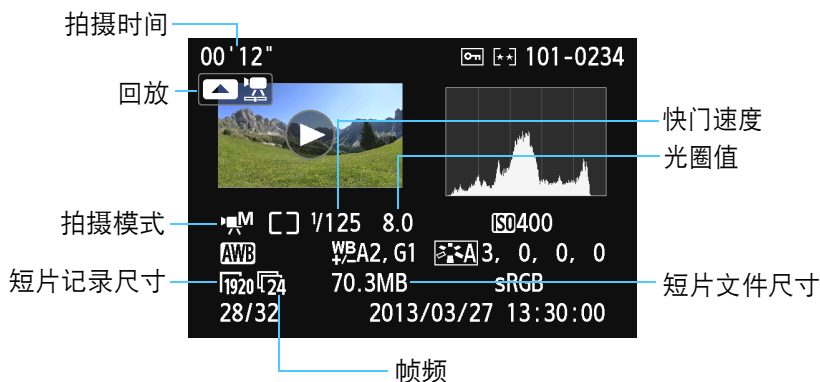 拍摄时间
00'12"
101-0234
回放
快门速度
光圈值
拍摄模式
M
1/125 8.0
ISO400
AWB
WB
+/- A2, G1
A 3, 0, 0, 0
短片记录尺寸
1920 24
70.3MB
sRGB
短片文件尺寸
28/32
2013/03/27 13:30:00
帧频